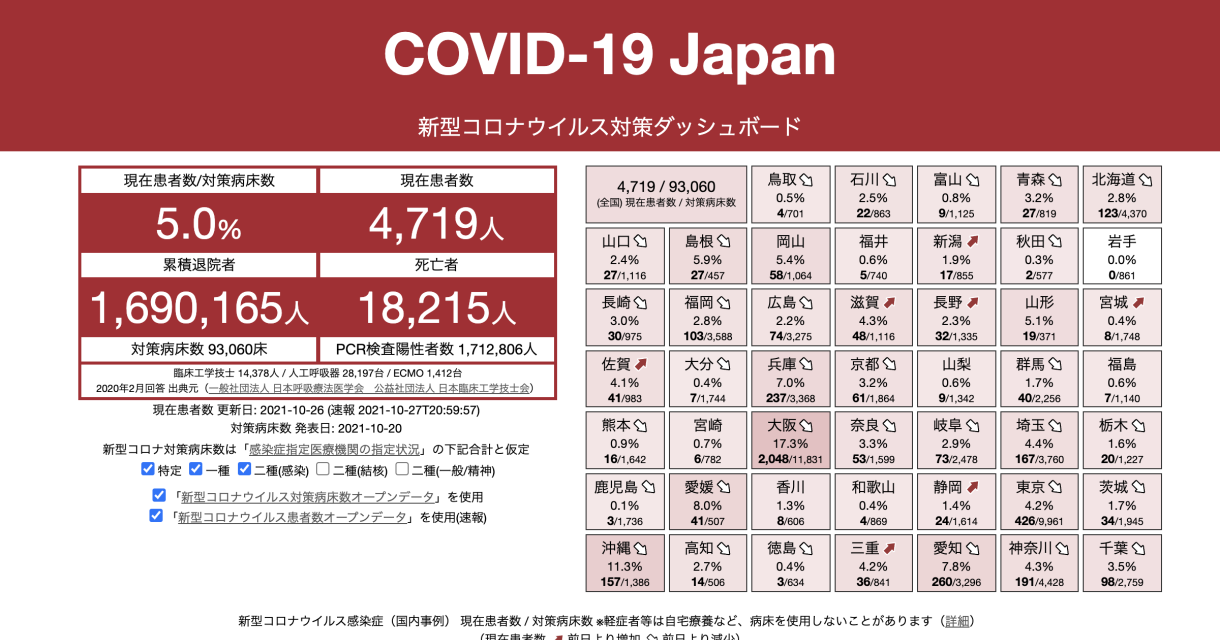 COVID-19 Japan
新型コロナウイルス対策ダッシュボード
現在患者数/対策病床数
現在患者数
5.0%
4,719人
累積退院者
死亡者
1,690,165人
18,215人
対策病床数 93,060床
PCR検査陽性者数 1,712,806人
臨床工学技士 14,378人 / 人工呼吸器 28,197台 / ECMO 1,412台
2020年2月回答 出典元（一般社団法人 日本呼吸療法医学会　公益社団法人 日本臨床工学技士会）
現在患者数 更新日: 2021-10-26 (速報 2021-10-27T20:59:57)
対策病床数 発表日: 2021-10-20
新型コロナ対策病床数は「感染症指定医療機関の指定状況」の下記合計と仮定
特定 一種 二種(感染) 二種(結核) 二種(一般/精神)
「新型コロナウイルス対策病床数オープンデータ」を使用
「新型コロナウイルス患者数オープンデータ」を使用(速報)
4,719 / 93,060
(全国) 現在患者数 / 対策病床数
鳥取
0.5%
4/701
石川
2.5%
22/863
富山
0.8%
9/1,125
青森
3.2%
27/819
北海道
2.8%
123/4,370
山口
2.4%
27/1,116
島根
5.9%
27/457
岡山
5.4%
58/1,064
福井
0.6%
5/740
新潟
1.9%
17/855
秋田
0.3%
2/577
岩手
0.0%
0/861
長崎
3.0%
30/975
福岡
2.8%
103/3,588
広島
2.2%
74/3,275
滋賀
4.3%
48/1,116
長野
2.3%
32/1,335
山形
5.1%
19/371
宮城
0.4%
8/1,748
佐賀
4.1%
41/983
大分
0.4%
7/1,744
兵庫
7.0%
237/3,368
京都
3.2%
61/1,864
山梨
0.6%
9/1,342
群馬
1.7%
40/2,256
福島
0.6%
7/1,140
熊本
0.9%
16/1,642
宮崎
0.7%
6/782
大阪
17.3%
2,048/11,831
奈良
3.3%
53/1,599
岐阜
2.9%
73/2,478
埼玉
4.4%
167/3,760
栃木
1.6%
20/1,227
鹿児島
0.1%
3/1,736
愛媛
8.0%
41/507
香川
1.3%
8/606
和歌山
0.4%
4/869
静岡
1.4%
24/1,614
東京
4.2%
426/9,961
茨城
1.7%
34/1,945
沖縄
11.3%
157/1,386
高知
2.7%
14/506
徳島
0.4%
3/634
三重
4.2%
36/841
愛知
7.8%
260/3,296
神奈川
4.3%
191/4,428
千葉
3.5%
98/2,759
新型コロナウイルス感染症（国内事例） 現在患者数 / 対策病床数 ※軽症者等は自宅療養など、病床を使用しないことがあります（詳細）
（現在患者数 前日より増加 前日より減少）